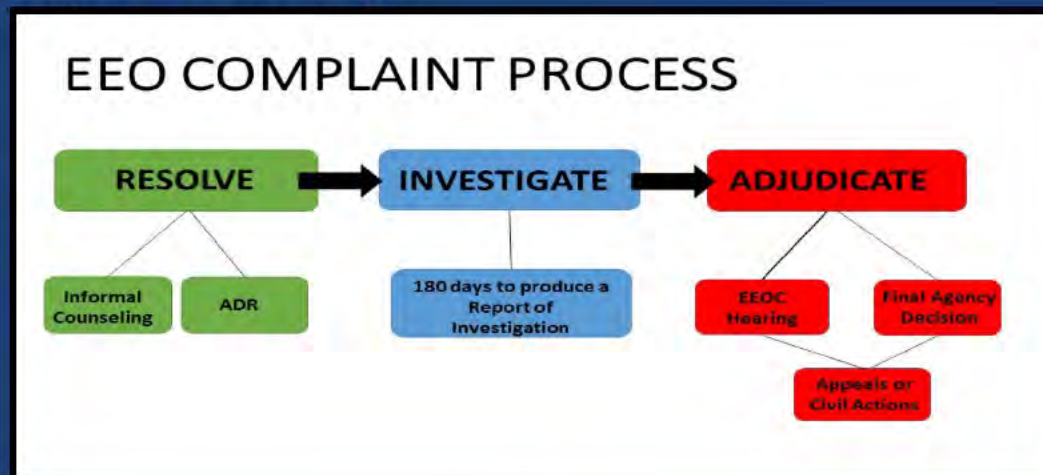 EEO COMPLAINT PROCESS
RESOLVE
INVESTIGATE
ADJUDICATE
Informal
Counseling
ADR
180 days to produce a
Report of
Investigation
EEOC
Hearing
Final Agency
Decision
Appeals or
Civil Actions